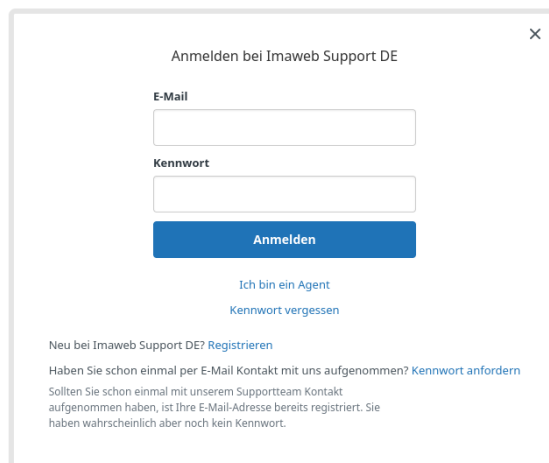 Anmelden bei Imaweb Support DE
E-Mail
Kennwort
Anmelden
Ich bin ein Agent
Kennwort vergessen
Neu bei Imaweb Support DE? Registrieren
Haben Sie schon einmal per E-Mail Kontakt mit uns aufgenommen? Kennwort anfordern
Sollten Sie schon einmal mit unserem Supportteam Kontakt
aufgenommen haben, ist Ihre E-Mail-Adresse bereits registriert. Sie
haben wahrscheinlich aber noch kein Kennwort.